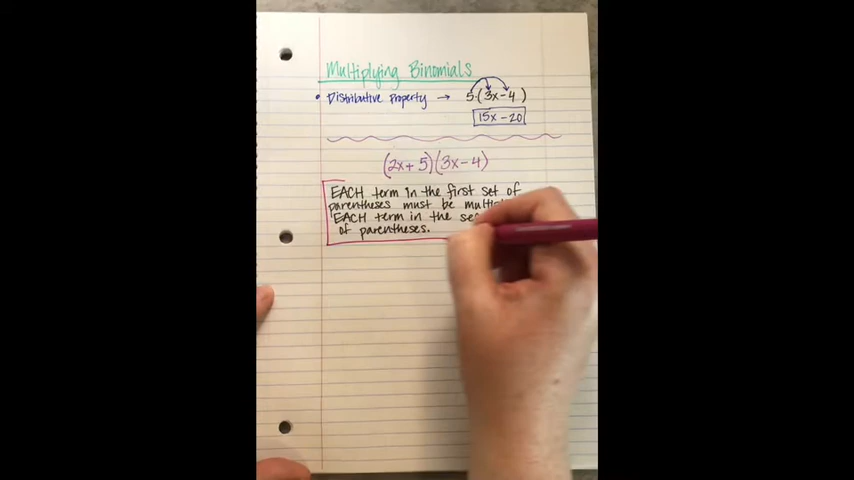 Multiplying Binomials
• Distributive Property → 5·(3x-4)
15x-20
(2x+5)(3x-4)
EACH term in the first set of
parentheses must be
EACH term in the
of parentheses.